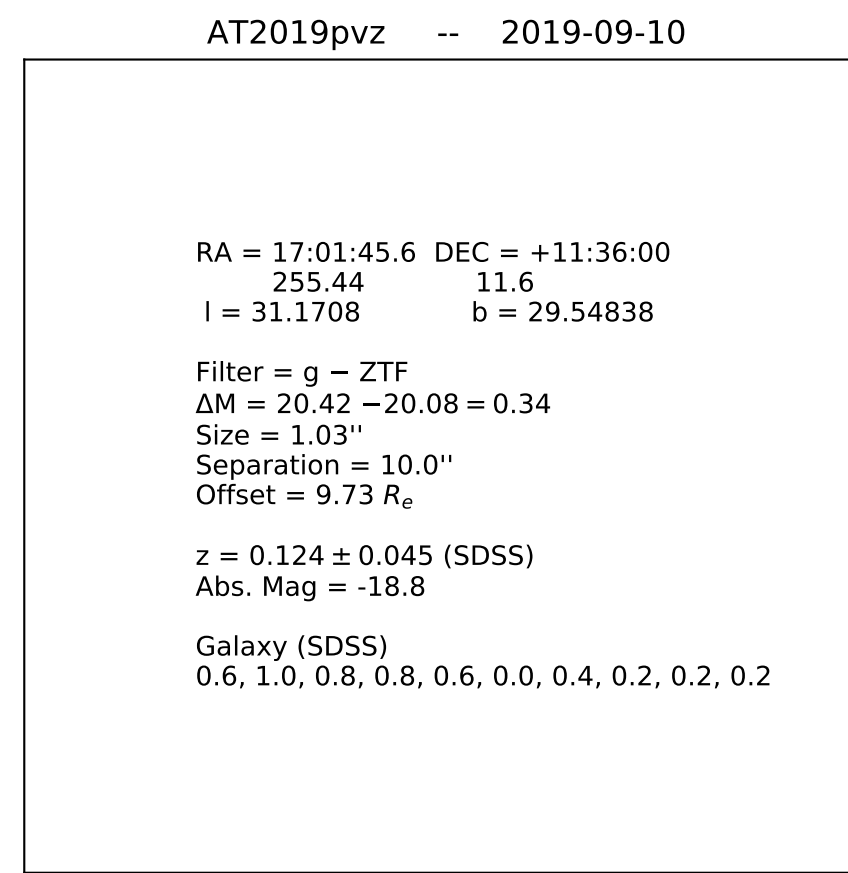 AT2019pvz -- 2019-09-10
RA = 17:01:45.6 DEC = +11:36:00
255.44 11.6
l = 31.1708 b = 29.54838
Filter = g − ZTF
ΔM = 20.42 −20.08 = 0.34
Size = 1.03''
Separation = 10.0''
Offset = 9.73 Re
z = 0.124 ± 0.045 (SDSS)
Abs. Mag = -18.8
Galaxy (SDSS)
0.6, 1.0, 0.8, 0.8, 0.6, 0.0, 0.4, 0.2, 0.2, 0.2